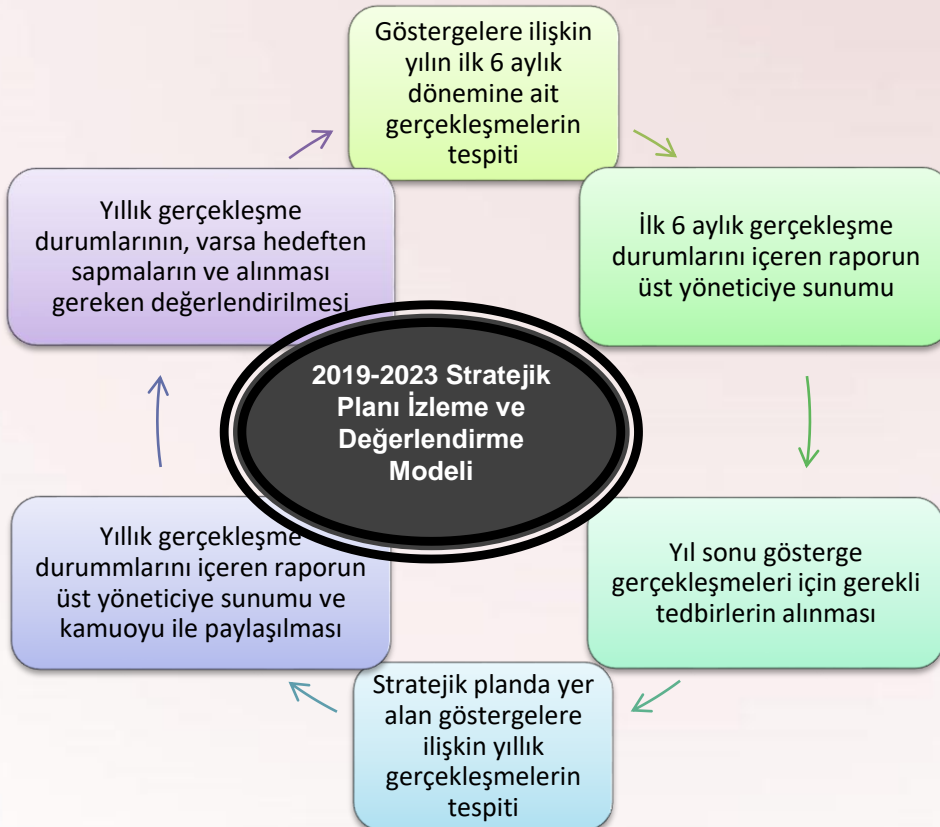 Göstergelere ilişkin
yılın ilk 6 aylık
dönemine ait
gerçekleşmelerin
tespiti
İlk 6 aylık gerçekleşme
durumlarını içeren raporun
üst yöneticiye sunumu
Yıl sonu gösterge
gerçekleşmeleri için gerekli
tedbirlerin alınması
Stratejik planda yer
alan göstergelere
ilişkin yıllık
gerçekleşmelerin
tespiti
Yıllık gerçekleşme
durummlarını içeren raporun
üst yöneticiye sunumu ve
kamuoyu ile paylaşılması
Yıllık gerçekleşme
durumlarının, varsa hedeften
sapmaların ve alınması
gereken değerlendirilmesi
2019-2023 Stratejik
Planı İzleme ve
Değerlendirme
Modeli